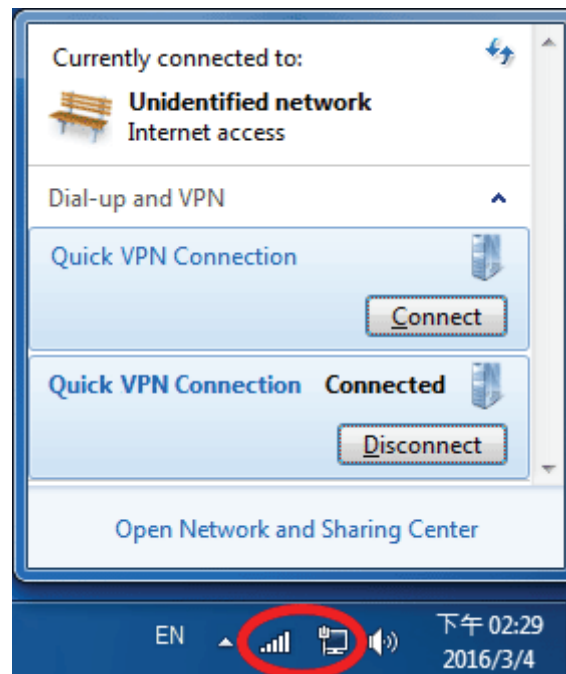 Currently connected to:
Unidentified network
Internet access
Dial-up and VPN
Quick VPN Connection
Connect
Quick VPN Connection Connected
Disconnect
Open Network and Sharing Center
EN
下午 02:29
2016/3/4